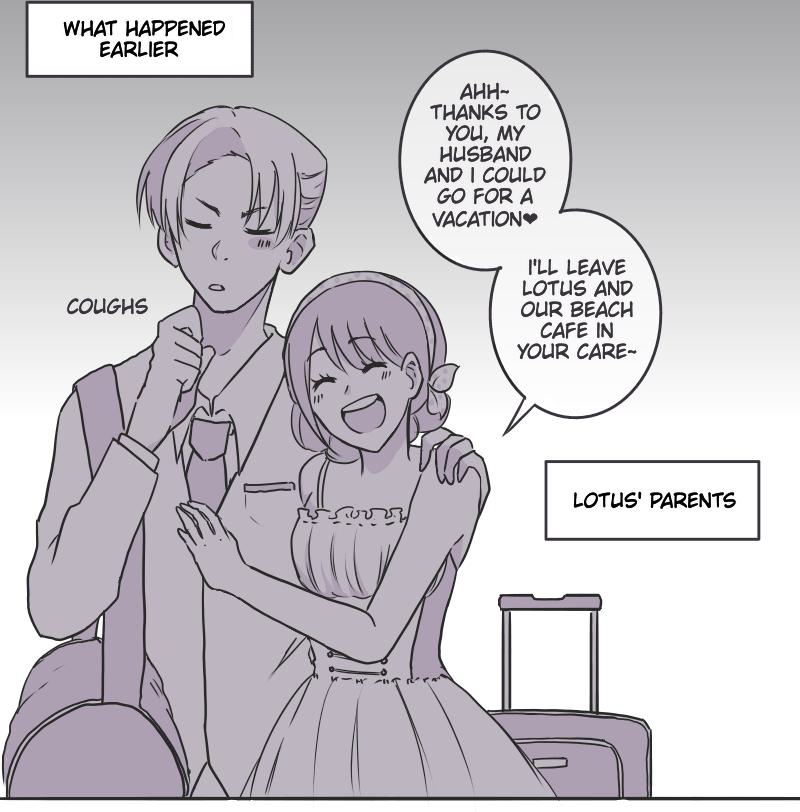 WHAT HAPPENED
EARLIER
AHH~
THANKS TO
YOU, MY
HUSBAND
AND I COULD
GO FOR A
VACATION❤
I'LL LEAVE
LOTUS AND
OUR BEACH
CAFE IN
YOUR CARE~
COUGHS
LOTUS' PARENTS